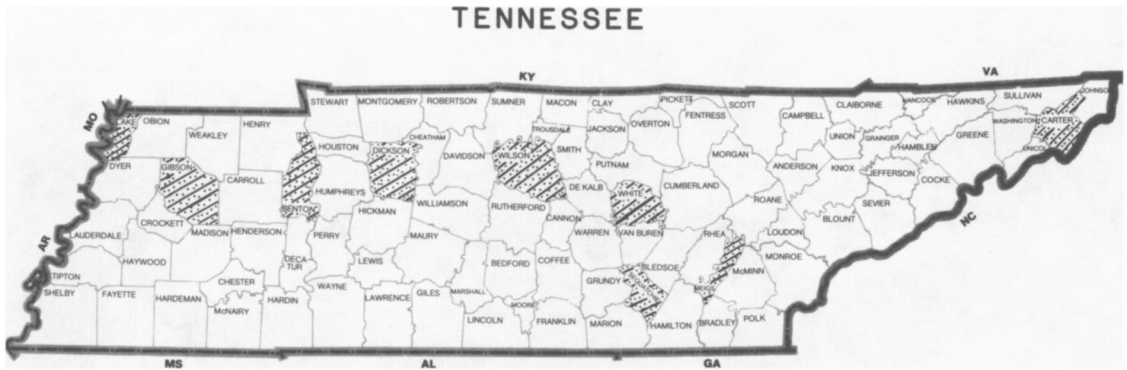 TENNESSEE
KY
VA
MO
STEWART MONTGOMERY ROBERTSON SUMNER MACON CLAY PICKETT SCOTT CLAIBORNE HANCOCK HAWKINS SULLIVAN JOHNSO
LAKE OBION WEAKLEY HENRY HOUSTON DICKSON CHEATHAM DAVIDSON WILSON TROUSDALE SMITH JACKSON OVERTON FENTRESS CAMPBELL UNION GRAINGER HAMBLEN GREENE WASHINGTON CARTER
DYER GIBSON CARROLL BENTON HUMPHREYS HICKMAN WILLIAMSON RUTHERFORD CANNON DE KALB PUTNAM WHITE CUMBERLAND MORGAN ANDERSON KNOX JEFFERSON COCKE UNICOI
CROCKETT
LAUDERDALE MADISON HENDERSON PERRY MAURY WARREN VAN BUREN RHEA ROANE LOUDON BLOUNT SEVIER
AR
NC
HAYWOOD DECA
TUR LEWIS BEDFORD COFFEE GRUNDY BLEDSOE SEQUATCHIE MEIGS McMINN MONROE
TIPTON
SHELBY FAYETTE HARDEMAN CHESTER
McNAIRY HARDIN WAYNE LAWRENCE GILES MARSHALL MOORE
LINCOLN FRANKLIN MARION HAMILTON BRADLEY POLK
MS
AL
GA